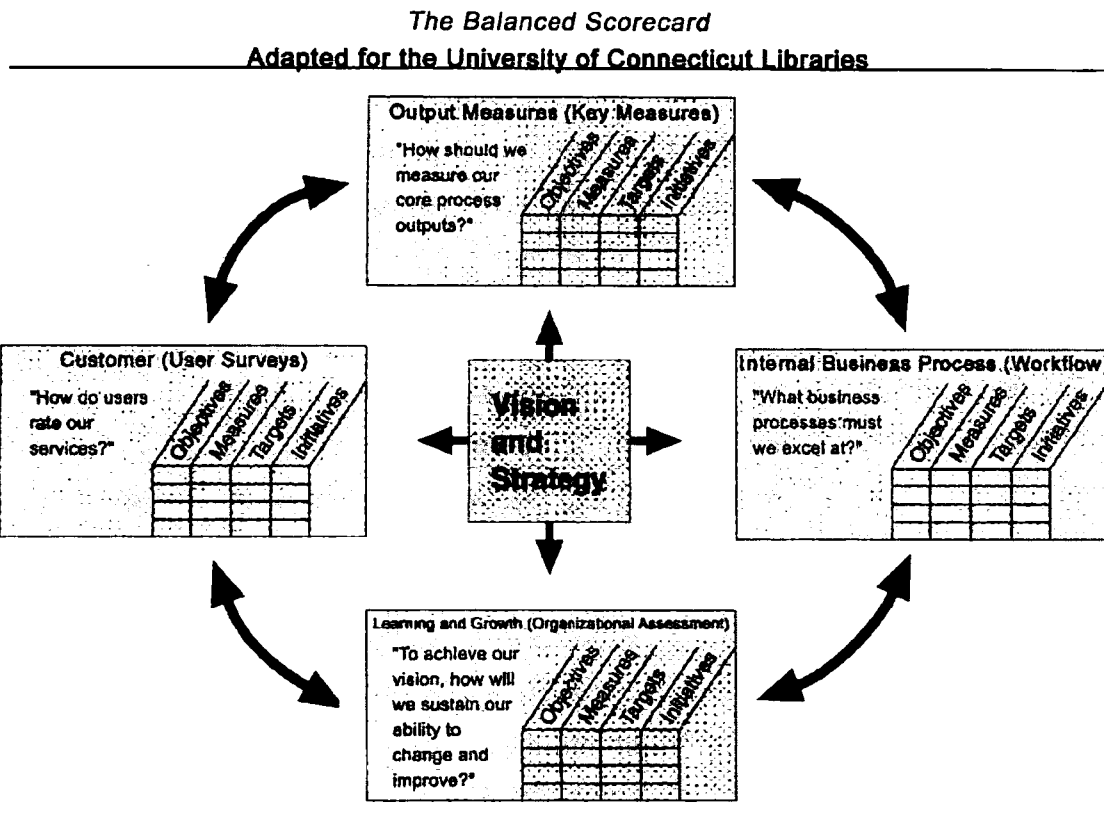 The Balanced Scorecard
Adapted for the University of Connecticut Libraries
Output Measures (Key Measures)
"How should we
measure our
core process
outputs?"
Objectives
Measures
Targets
Initiatives
Customer (User Surveys)
"How do users
rate our
services?"
Objectives
Measures
Targets
Initiatives
Vision
and
Strategy
Internal Business Process (Workflow
"What business
processes must
we excel at?"
Objectives
Measures
Targets
Initiatives
Learning and Growth (Organizational Assessment)
"To achieve our
vision, how will
we sustain our
ability to
change and
improve?"
Objectives
Measures
Targets
Initiatives